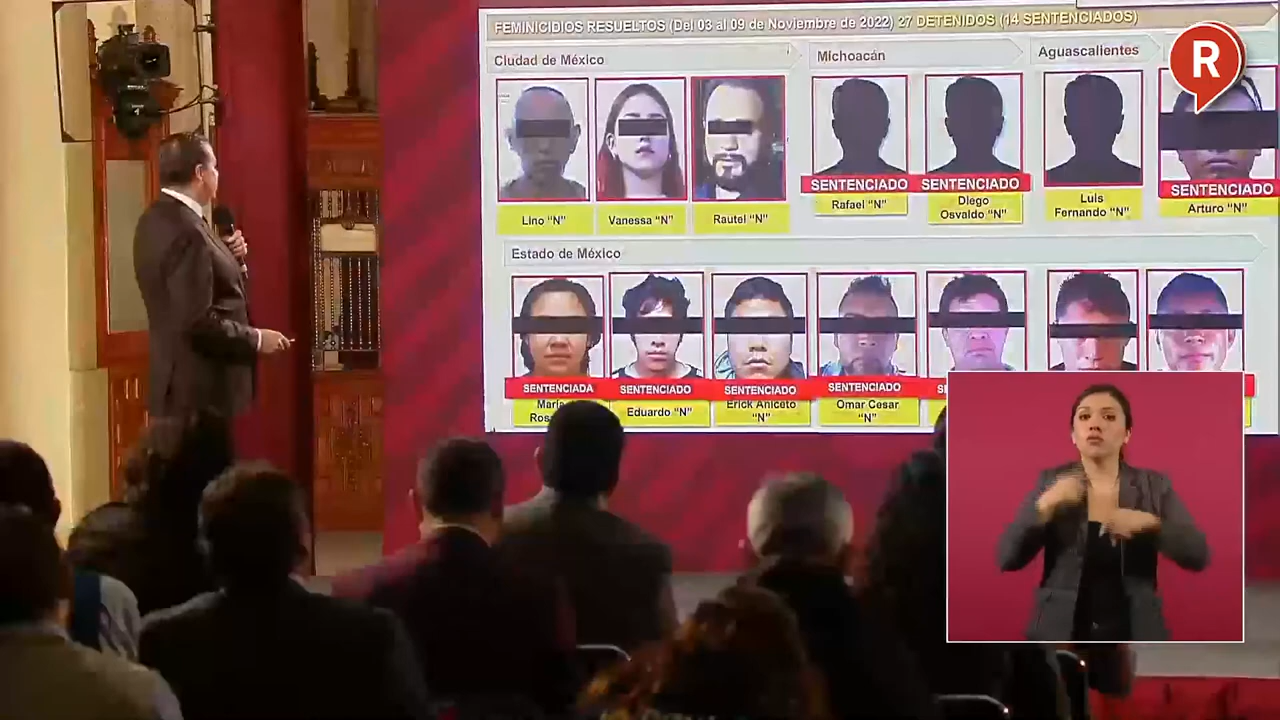 FEMINICIDIOS RESUELTOS (Del 03 al 09 de Noviembre de 2022) 27 DETENIDOS (14 SENTENCIADOS)
R
Ciudad de México
Michoacán
Aguascalientes
SENTENCIADO
SENTENCIADO
SENTENCIADO
Lino "N"
Vanessa "N"
Rautel "N"
Rafael "N"
Diego
Osvaldo "N"
Luis
Fernando "N"
Arturo "N"
Estado de México
SENTENCIADA
SENTENCIADO
SENTENCIADO
SENTENCIADO
María
Eduardo "N"
Erick Aniceto
"N"
Omar Cesar
"N"